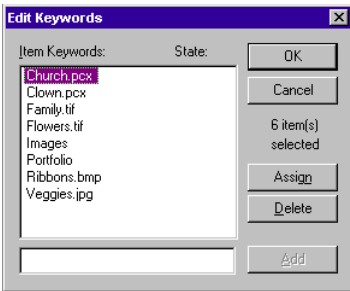 Edit Keywords
Item Keywords: State:
Church.pcx
Clown.pcx
Family.tif
Flowers.tif
Images
Portfolio
Ribbons.bmp
Veggies.jpg
OK
Cancel
6 item(s)
selected
Assign
Delete
Add